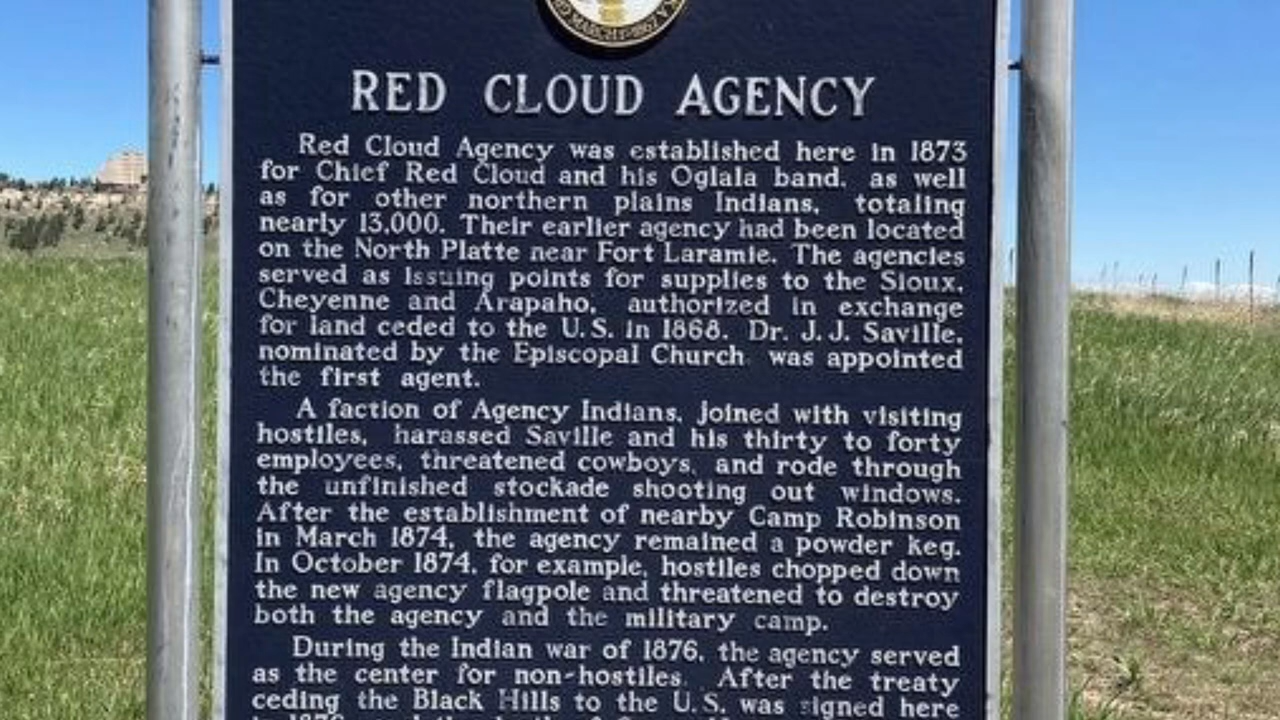 RED CLOUD AGENCY
Red Cloud Agency was established here in 1873
for Chief Red Cloud and his Oglala band, as well
as for other northern plains Indians, totaling
nearly 13,000. Their earlier agency had been located
on the North Platte near Fort Laramie. The agencies
served as issuing points for supplies to the Sioux,
Cheyenne and Arapaho, authorized in exchange
for land ceded to the U.S. in 1868. Dr. J. J. Saville,
nominated by the Episcopal Church was appointed
the first agent.
A faction of Agency Indians, joined with visiting
hostiles, harassed Saville and his thirty to forty
employees, threatened cowboys, and rode through
the unfinished stockade shooting out windows.
After the establishment of nearby Camp Robinson
in March 1874, the agency remained a powder keg.
In October 1874, for example, hostiles chopped down
the new agency flagpole and threatened to destroy
both the agency and the military camp.
During the Indian war of 1876, the agency served
as the center for non-hostiles. After the treaty
ceding the Black Hills to the U.S. was signed here